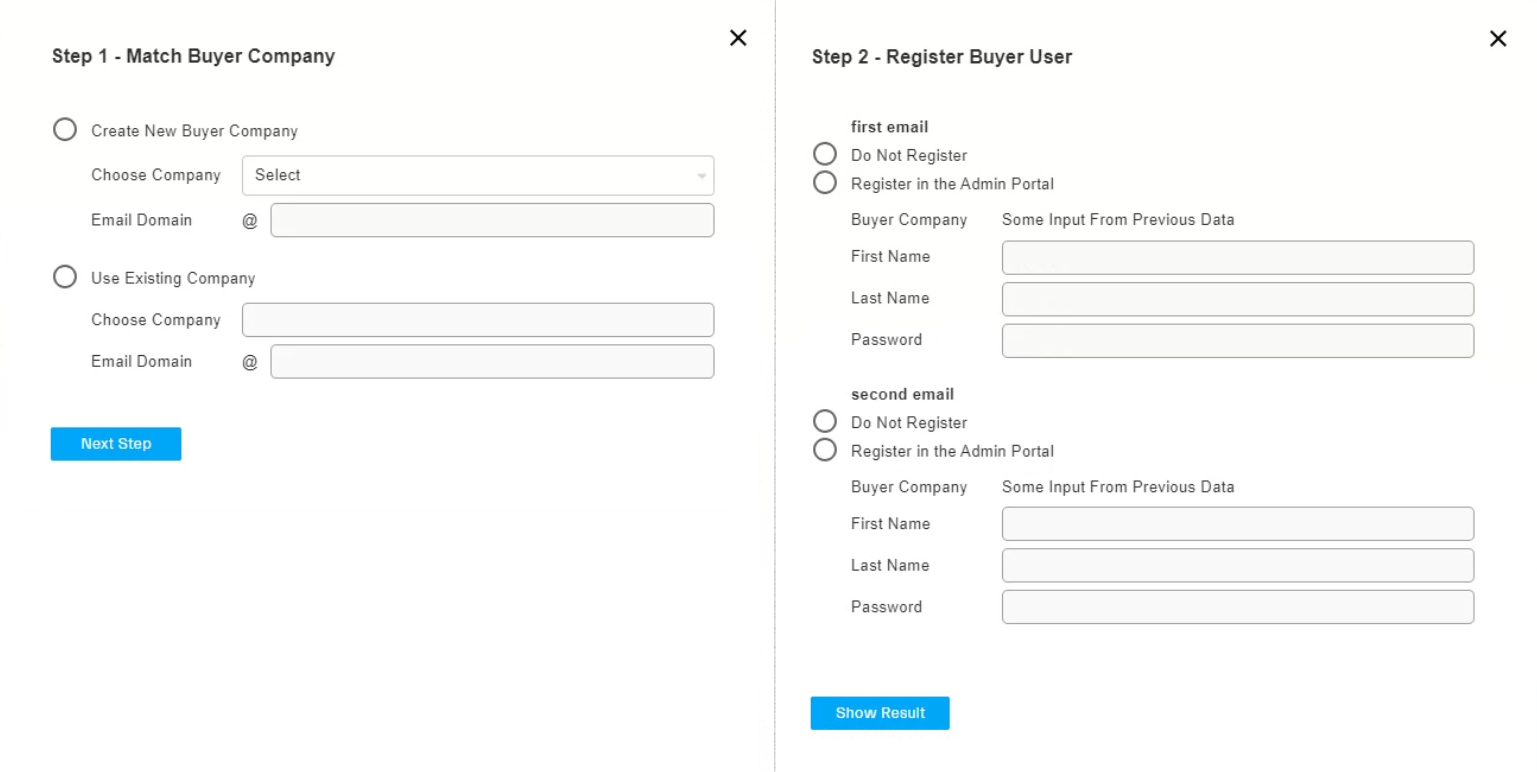 Step 1 - Match Buyer Company
Create New Buyer Company
Choose Company Select
Email Domain @
Use Existing Company
Choose Company
Email Domain @
Next Step
Step 2 - Register Buyer User
first email
Do Not Register
Register in the Admin Portal
Buyer Company Some Input From Previous Data
First Name
Last Name
Password
second email
Do Not Register
Register in the Admin Portal
Buyer Company Some Input From Previous Data
First Name
Last Name
Password
Show Result